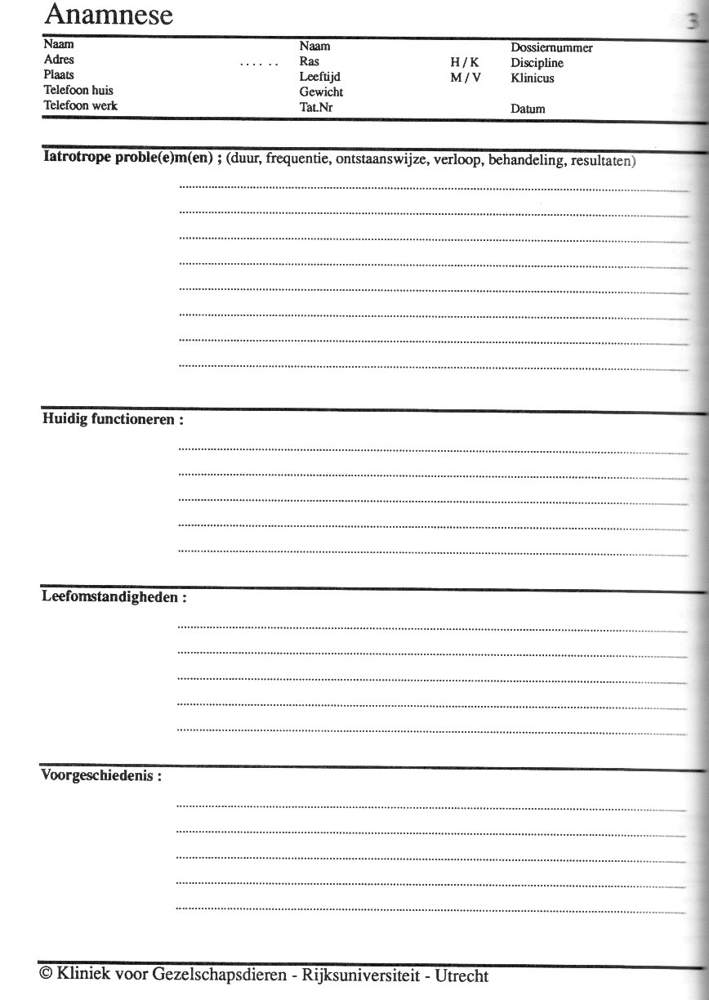 Anamnese 3
Naam Naam Dossiernummer
Adres ...... Ras H / K Discipline
Plaats Leeftijd M / V Klinicus
Telefoon huis Gewicht
Telefoon werk Tat.Nr Datum
Iatrotrope proble(e)m(en) ; (duur, frequentie, ontstaanswijze, verloop, behandeling, resultaten)
Huidig functioneren :
Leefomstandigheden :
Voorgeschiedenis :
© Kliniek voor Gezelschapsdieren - Rijksuniversiteit - Utrecht